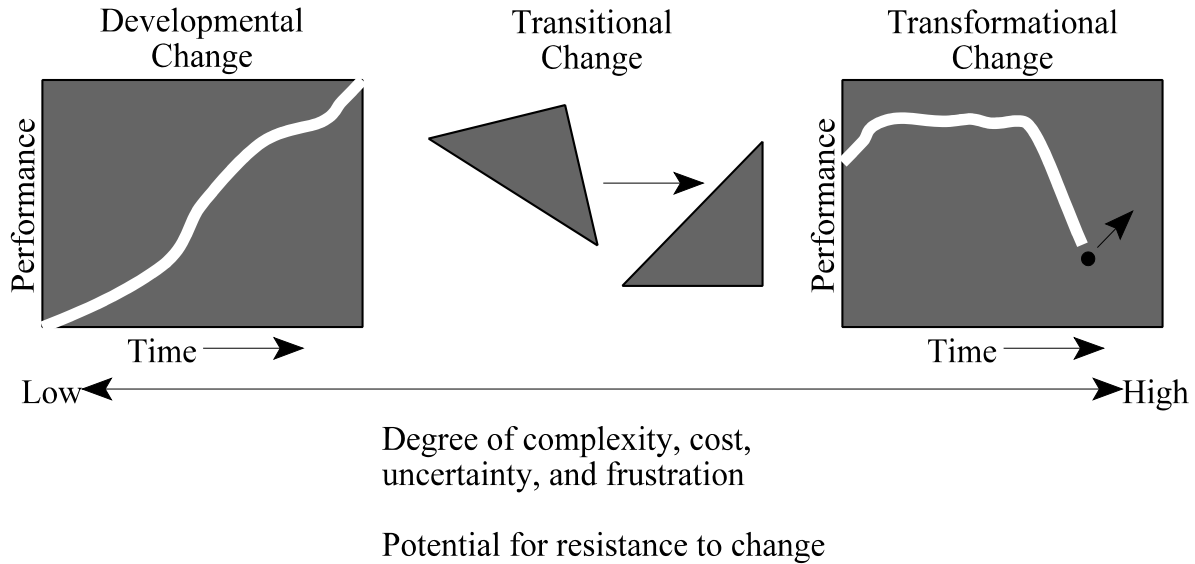 Developmental
Change
Transitional
Change
Transformational
Change
Performance
Performance
Time
Time
Low
High
Degree of complexity, cost,
uncertainty, and frustration
Potential for resistance to change